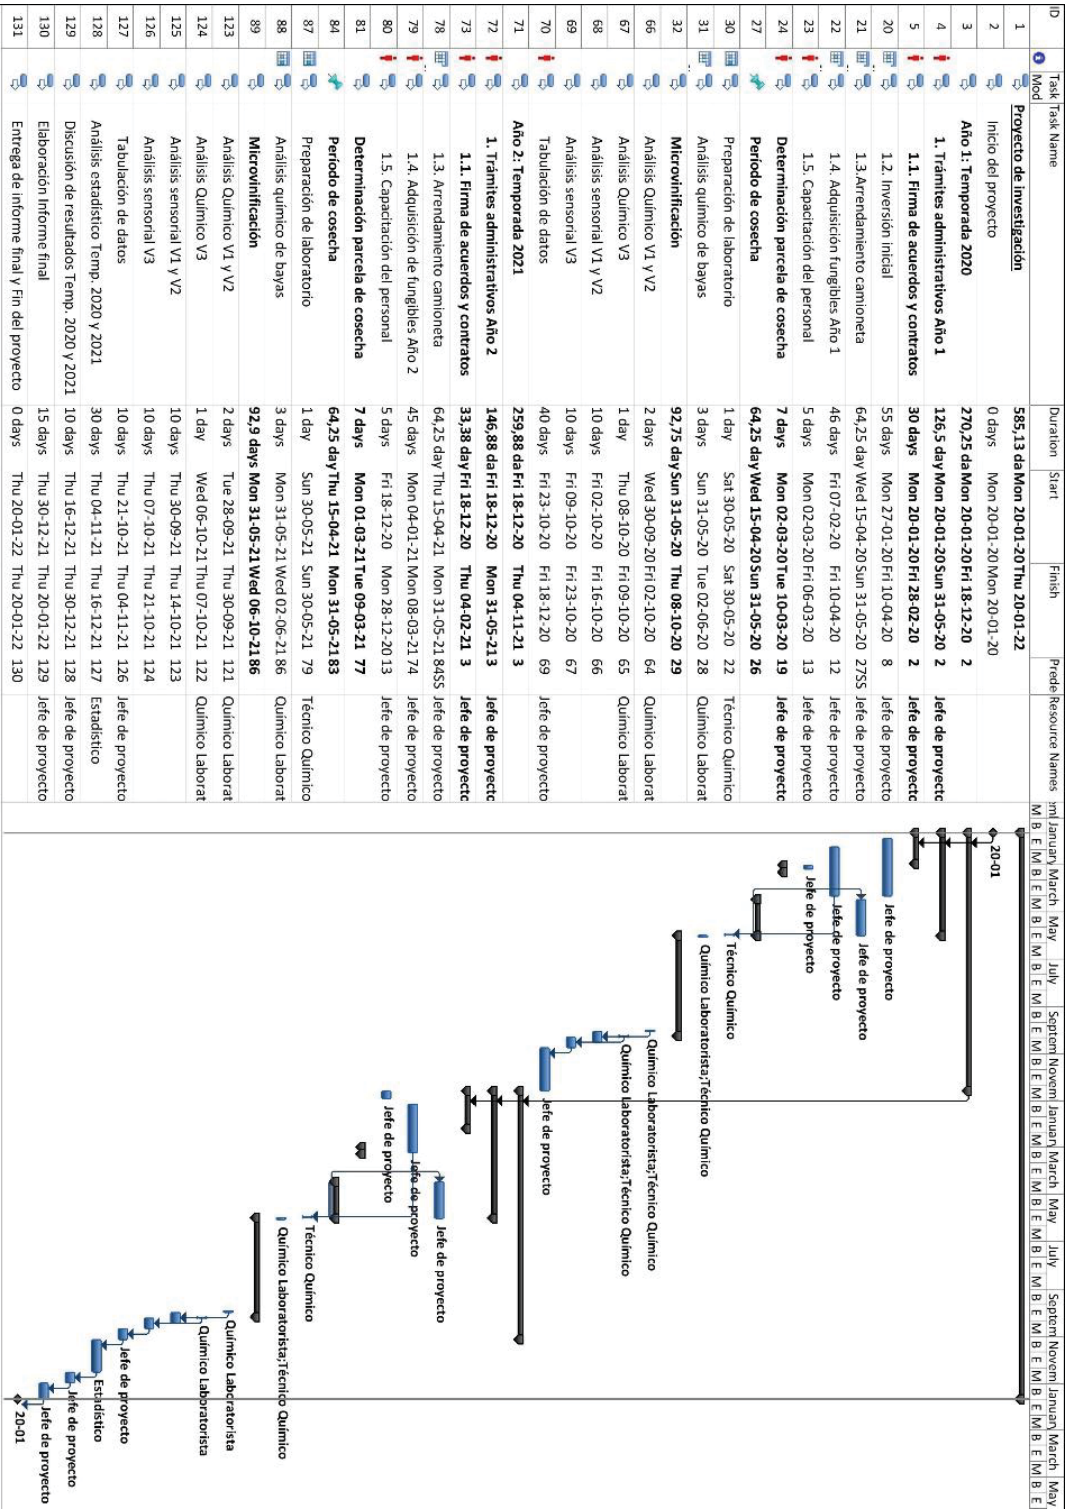 ID Task Mod Task Name Duration Start Finish Prede Resource Names
1 Proyecto de investigación 585,13 da Mon 20-01-20 Thu 20-01-22
2 Inicio del proyecto 0 days Mon 20-01-20 Mon 20-01-20
3 Año 1: Temporada 2020 270,25 da Mon 20-01-20 Fri 18-12-20 2
4 1. Trámites administrativos Año 1 126,5 day Mon 20-01-20 Sun 31-05-20 2 Jefe de proyecto
5 1.1. Firma de acuerdos y contratos 30 days Mon 20-01-20 Fri 28-02-20 2 Jefe de proyecto
20 1.2. Inversión inicial 55 days Mon 27-01-20 Fri 10-04-20 8 Jefe de proyecto
21 1.3.Arrendamiento camioneta 64,25 day Wed 15-04-20 Sun 31-05-20 27SS Jefe de proyecto
22 1.4. Adquisición fungibles Año 1 46 days Fri 07-02-20 Fri 10-04-20 12 Jefe de proyecto
23 1.5. Capacitación del personal 5 days Mon 02-03-20 Fri 06-03-20 13 Jefe de proyecto
24 Determinación parcela de cosecha 7 days Mon 02-03-20 Tue 10-03-20 19 Jefe de proyecto
27 Período de cosecha 64,25 day Wed 15-04-20 Sun 31-05-20 26
30 Preparación de laboratorio 1 day Sat 30-05-20 Sat 30-05-20 22 Técnico Químico
31 Análisis químico de bayas 3 days Sun 31-05-20 Tue 02-06-20 28 Químico Laborat
32 Microvinificación 92,75 day Sun 31-05-20 Thu 08-10-20 29
66 Análisis Químico V1 y V2 2 days Wed 30-09-20 Fri 02-10-20 64 Químico Laborat
67 Análisis Químico V3 1 day Thu 08-10-20 Fri 09-10-20 65 Químico Laborat
68 Análisis sensorial V1 y V2 10 days Fri 02-10-20 Fri 16-10-20 66
69 Análisis sensorial V3 10 days Fri 09-10-20 Fri 23-10-20 67
70 Tabulación de datos 40 days Fri 23-10-20 Fri 18-12-20 69 Jefe de proyecto
71 Año 2: Temporada 2021 259,88 da Fri 18-12-20 Thu 04-11-21 3
72 1. Trámites administrativos Año 2 146,88 da Fri 18-12-20 Mon 31-05-21 3 Jefe de proyecto
73 1.1. Firma de acuerdos y contratos 33,38 day Fri 18-12-20 Thu 04-02-21 3 Jefe de proyecto
78 1.3. Arrendamiento camioneta 64,25 day Thu 15-04-21 Mon 31-05-21 84SS Jefe de proyecto
79 1.4. Adquisición de fungibles Año 2 45 days Mon 04-01-21 Mon 08-03-21 74 Jefe de proyecto
80 1.5. Capacitación del personal 5 days Fri 18-12-20 Mon 28-12-20 13 Jefe de proyecto
81 Determinación parcela de cosecha 7 days Mon 01-03-21 Tue 09-03-21 77
84 Período de cosecha 64,25 day Thu 15-04-21 Mon 31-05-21 83
87 Preparación de laboratorio 1 day Sun 30-05-21 Sun 30-05-21 79 Técnico Químico
88 Análisis químico de bayas 3 days Mon 31-05-21 Wed 02-06-21 86 Químico Laborat
89 Microvinificación 92,9 days Mon 31-05-21 Wed 06-10-21 86
123 Análisis Químico V1 y V2 2 days Tue 28-09-21 Thu 30-09-21 121 Químico Laborat
124 Análisis Químico V3 1 day Wed 06-10-21 Thu 07-10-21 122 Químico Laborat
125 Análisis sensorial V1 y V2 10 days Thu 30-09-21 Thu 14-10-21 123
126 Análisis sensorial V3 10 days Thu 07-10-21 Thu 21-10-21 124
127 Tabulación de datos 10 days Thu 21-10-21 Thu 04-11-21 126 Jefe de proyecto
128 Análisis estadístico Temp. 2020 y 2021 30 days Thu 04-11-21 Thu 16-12-21 127 Estadístico
129 Discusión de resultados Temp. 2020 y 2021 10 days Thu 16-12-21 Thu 30-12-21 128 Jefe de proyecto
130 Elaboración Informe final 15 days Thu 30-12-21 Thu 20-01-22 129 Jefe de proyecto
131 Entrega de informe final y Fin del proyecto 0 days Thu 20-01-22 Thu 20-01-22 130
January March May July Septem Novem January March May July Septem Novem January March May
M B E M B E M B E M B E M B E M B E M B E M B E M B E M B E M B E M B E M B E M B E M B E
20-01
Jefe de proyecto
Jefe de proyecto
Jefe de proyecto
Jefe de proyecto
Técnico Químico
Químico Laboratorista;Técnico Químico
Químico Laboratorista;Técnico Químico
Químico Laboratorista;Técnico Químico
Jefe de proyecto
Jefe de proyecto
Jefe de proyecto
Jefe de proyecto
Técnico Químico
Químico Laboratorista;Técnico Químico
Químico Laboratorista
Químico Laboratorista
Jefe de proyecto
Estadístico
Jefe de proyecto
Jefe de proyecto
20-01